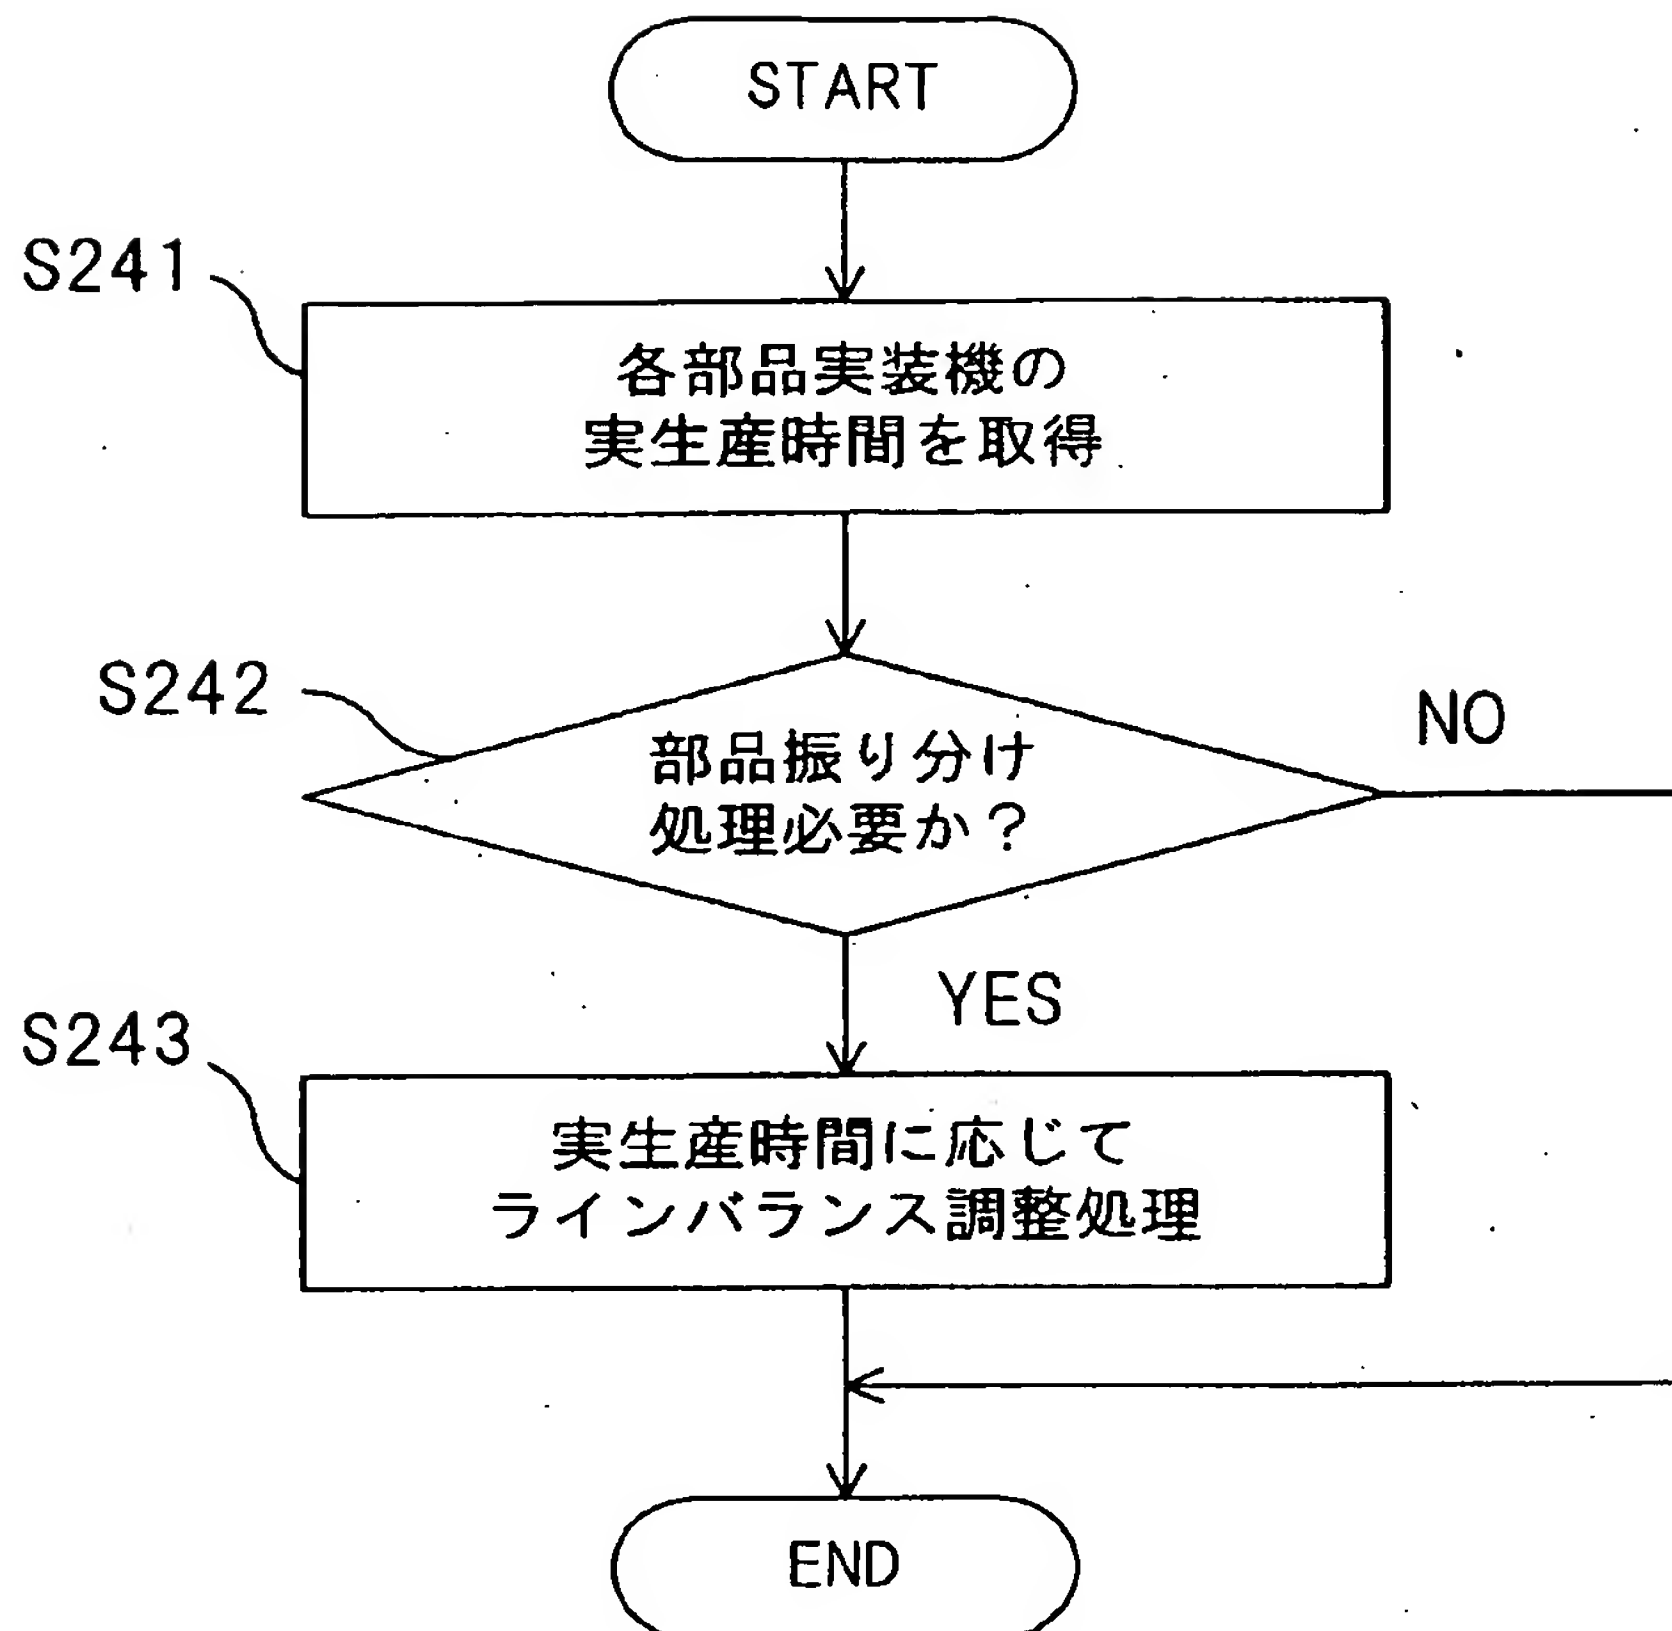 START
S241
各部品実装機の
実生産時間を取得
S242
部品振り分け
処理必要か?
NO
YES
S243
実生産時間に応じて
ラインバランス調整処理
END